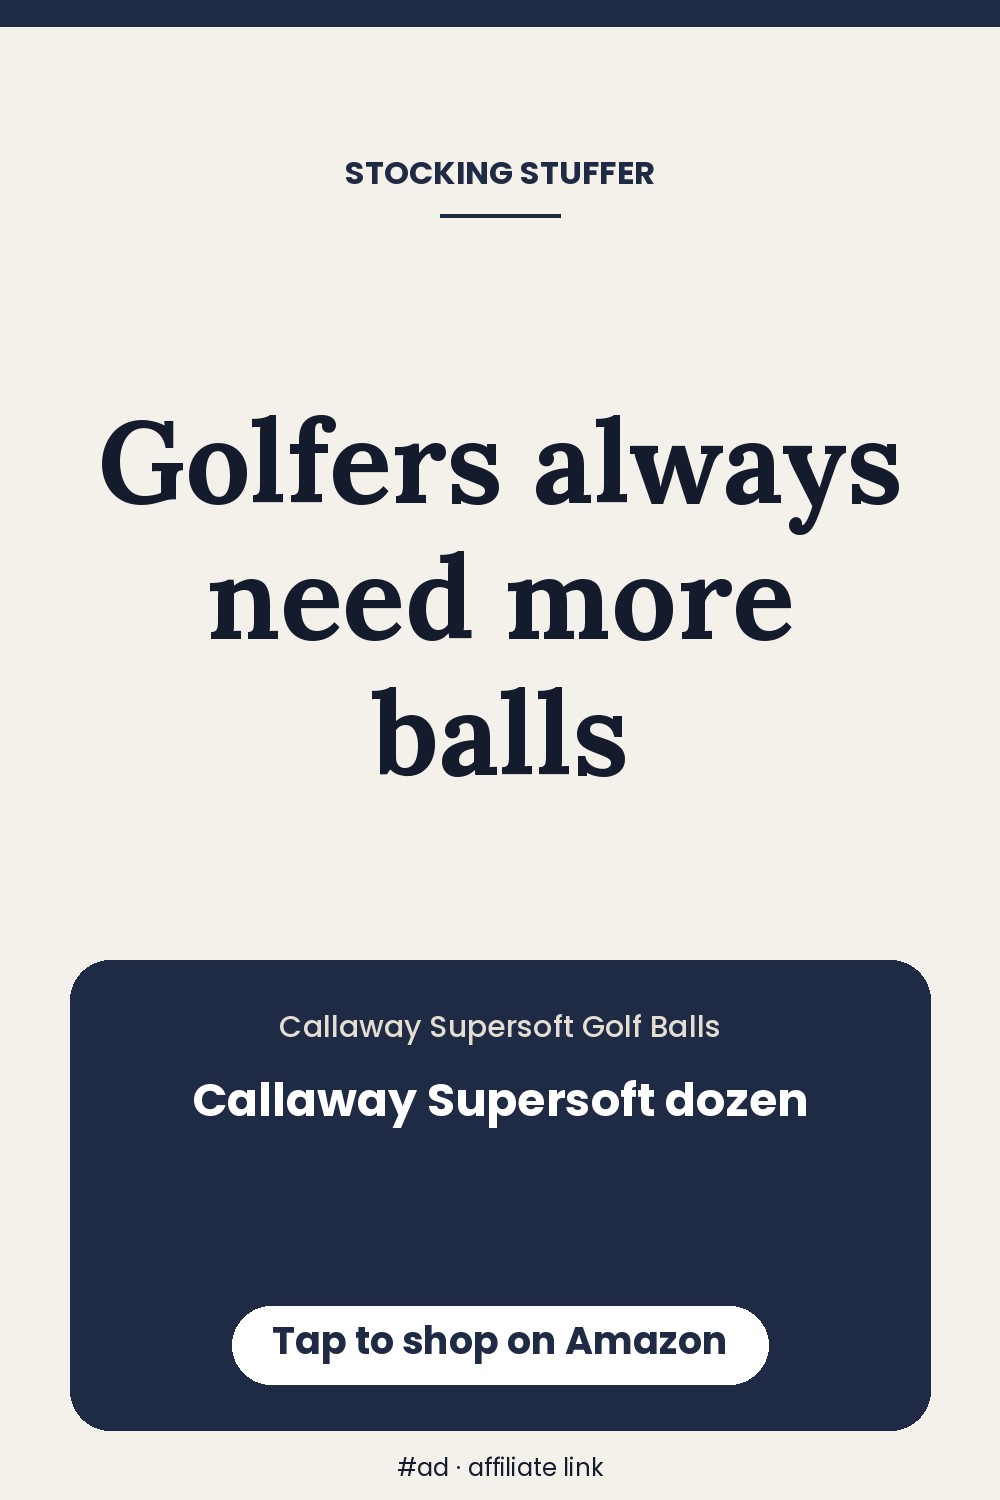 STOCKING STUFFER
Golfers always
need more
balls
Callaway Supersoft Golf Balls
Callaway Supersoft dozen
Tap to shop on Amazon
#ad · affiliate link